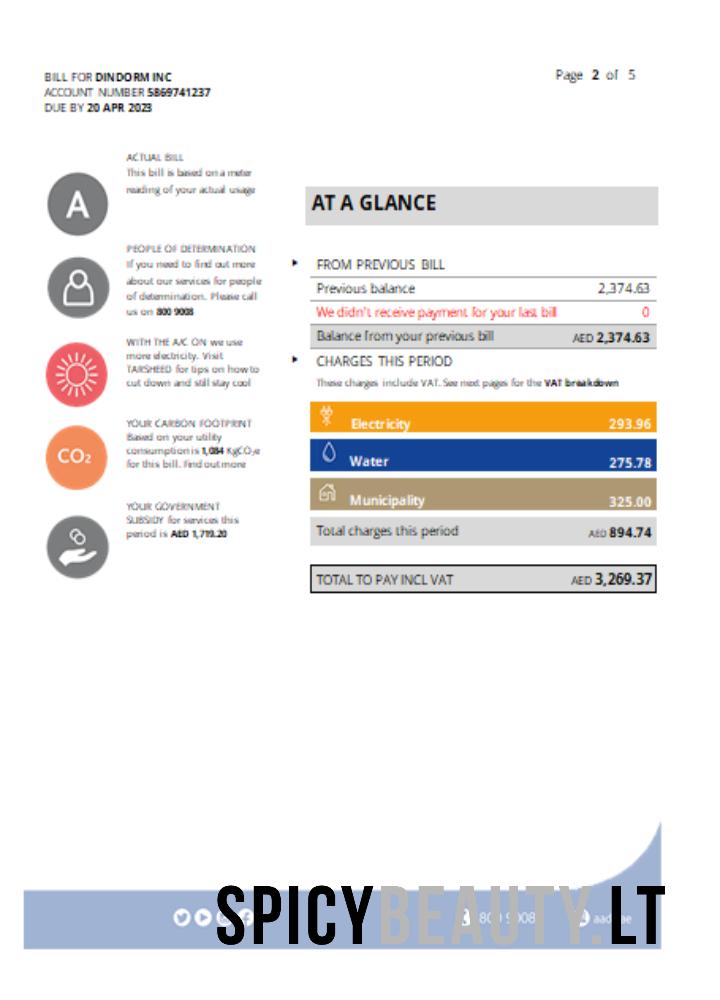 BILL FOR DINDORM INC
ACCOUNT NUMBER 5869741237
DUE BY 20 APR 2023
Page 2 of 5
ACTUAL BILL
This bill is based on a meter
reading of your actual usage
A
PEOPLE OF DETERMINATION
If you need to find out more
about our services for people
of determination. Please call
us on 800 9008
WITH THE A/C ON we use
more electricity. Visit
TARSHEED for tips on how to
cut down and still stay cool
YOUR CARBON FOOTPRINT
Based on your utility
consumption is 1,084 KgCO₂e
for this bill. Find out more
CO₂
YOUR GOVERNMENT
SUBSIDY for services this
period is AED 1,719.20
AT A GLANCE
FROM PREVIOUS BILL
Previous balance 2,374.63
We didn't receive payment for your last bill 0
Balance from your previous bill AED 2,374.63
CHARGES THIS PERIOD
These charges include VAT. See next pages for the VAT breakdown
Electricity 293.96
Water 275.78
Municipality 325.00
Total charges this period AED 894.74
TOTAL TO PAY INCL VAT AED 3,269.37
800 9008
SPICYBEAUTY.LT